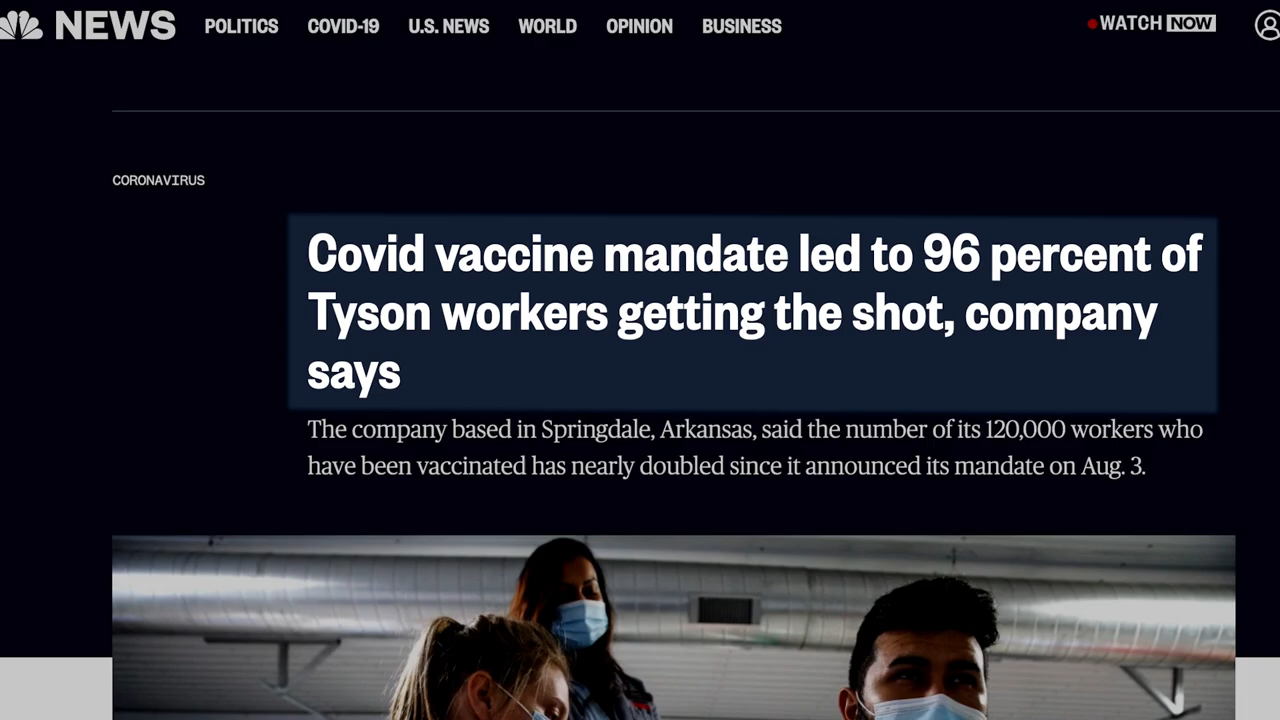 NEWS POLITICS COVID-19 U.S. NEWS WORLD OPINION BUSINESS WATCH NOW
CORONAVIRUS
Covid vaccine mandate led to 96 percent of
Tyson workers getting the shot, company
says
The company based in Springdale, Arkansas, said the number of its 120,000 workers who
have been vaccinated has nearly doubled since it announced its mandate on Aug. 3.